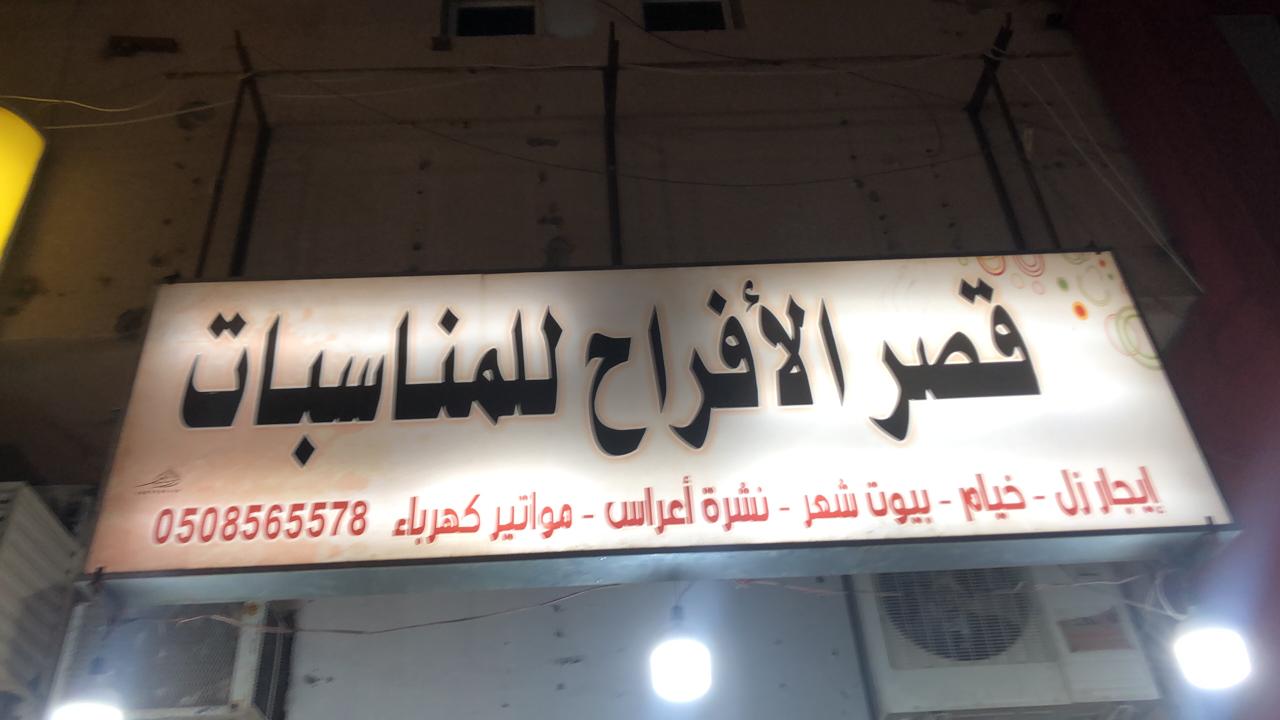 قصر الأفراح للمناسبات
إيجار زل - خيام - بيوت شعر - نشرة أعراس - مواتير كهرباء 0508565578